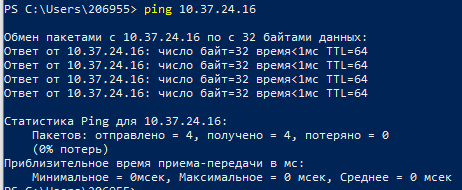 PS C:\Users\206955> ping 10.37.24.16
Обмен пакетами с 10.37.24.16 по с 32 байтами данных:
Ответ от 10.37.24.16: число байт=32 время<1мс TTL=64
Ответ от 10.37.24.16: число байт=32 время<1мс TTL=64
Ответ от 10.37.24.16: число байт=32 время<1мс TTL=64
Ответ от 10.37.24.16: число байт=32 время<1мс TTL=64
Статистика Ping для 10.37.24.16:
Пакетов: отправлено = 4, получено = 4, потеряно = 0
(0% потерь)
Приблизительное время приема-передачи в мс:
Минимальное = 0мсек, Максимальное = 0 мсек, Среднее = 0 мсек
PS C:\Users\206955>